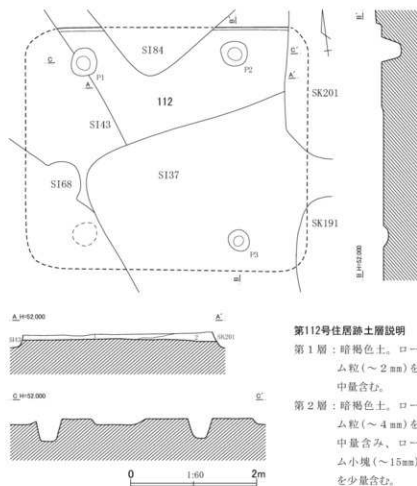 B'
B
SI84
C
C'
P1
P2
A
A'
112
SK201
SI43
SI37
SI68
SK191
P3
B
B H=52.000
A H=52.000
A'
SK201
第112号住居跡土層説明
第1層：暗褐色土。ロー
ム粒(～2mm)を
中量含む。
第2層：暗褐色土。ロー
ム粒(～4mm)を
中量含み、ロー
ム小塊(～15mm)
を少量含む。
C H=52.000
C'
0
1:60
2m